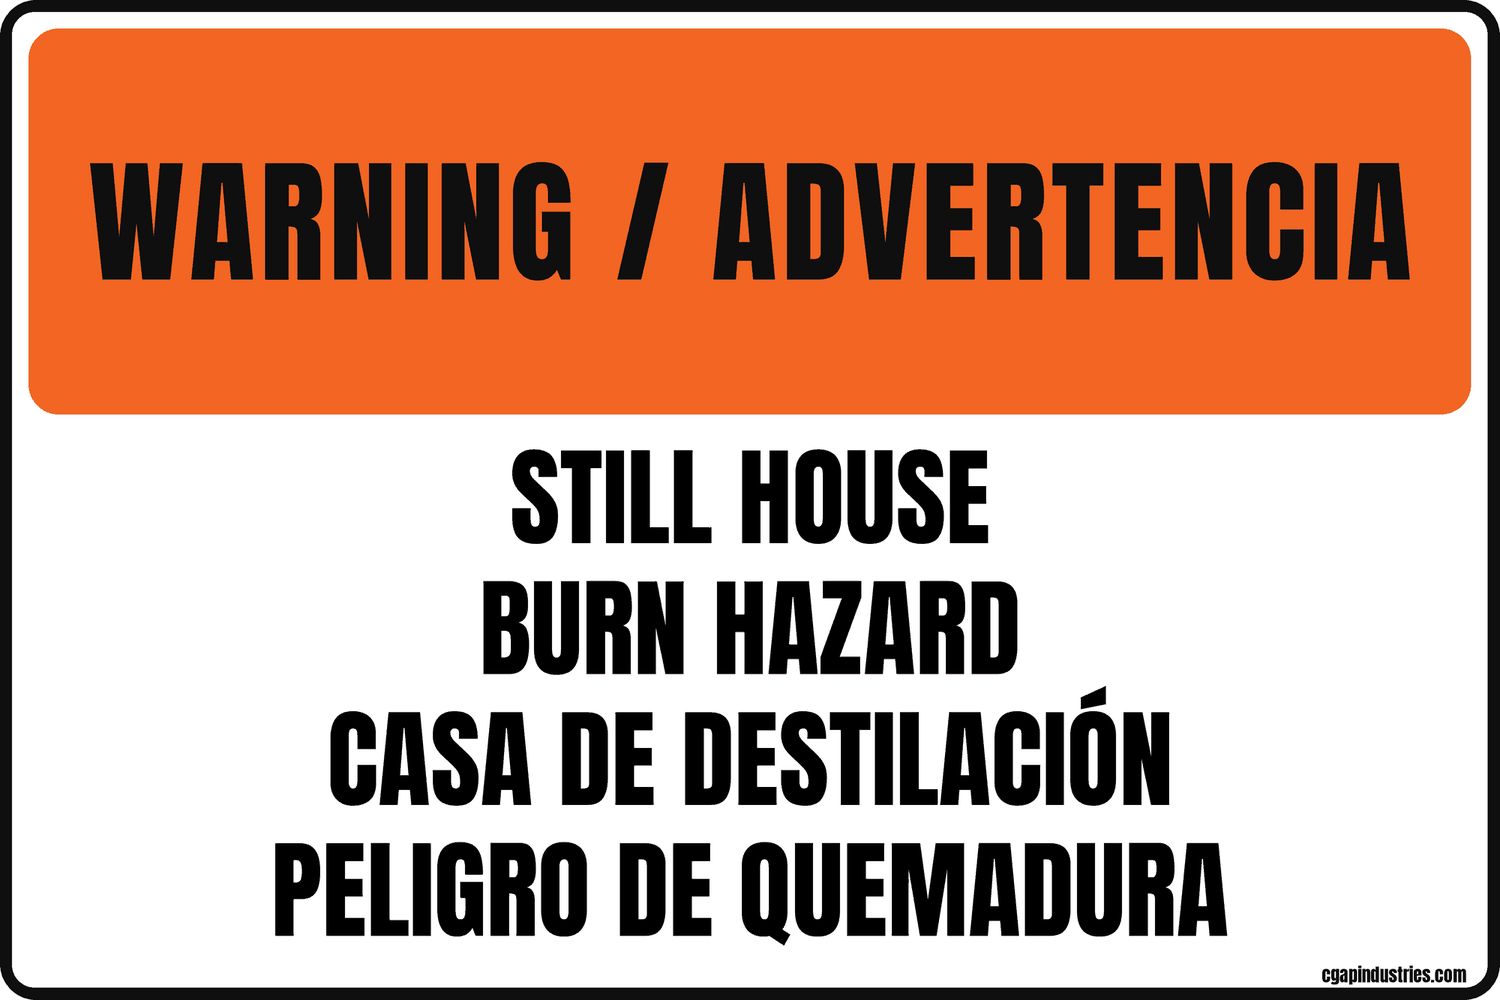 WARNING / ADVERTENCIA
STILL HOUSE
BURN HAZARD
CASA DE DESTILACIÓN
PELIGRO DE QUEMADURA
cgapindustries.com